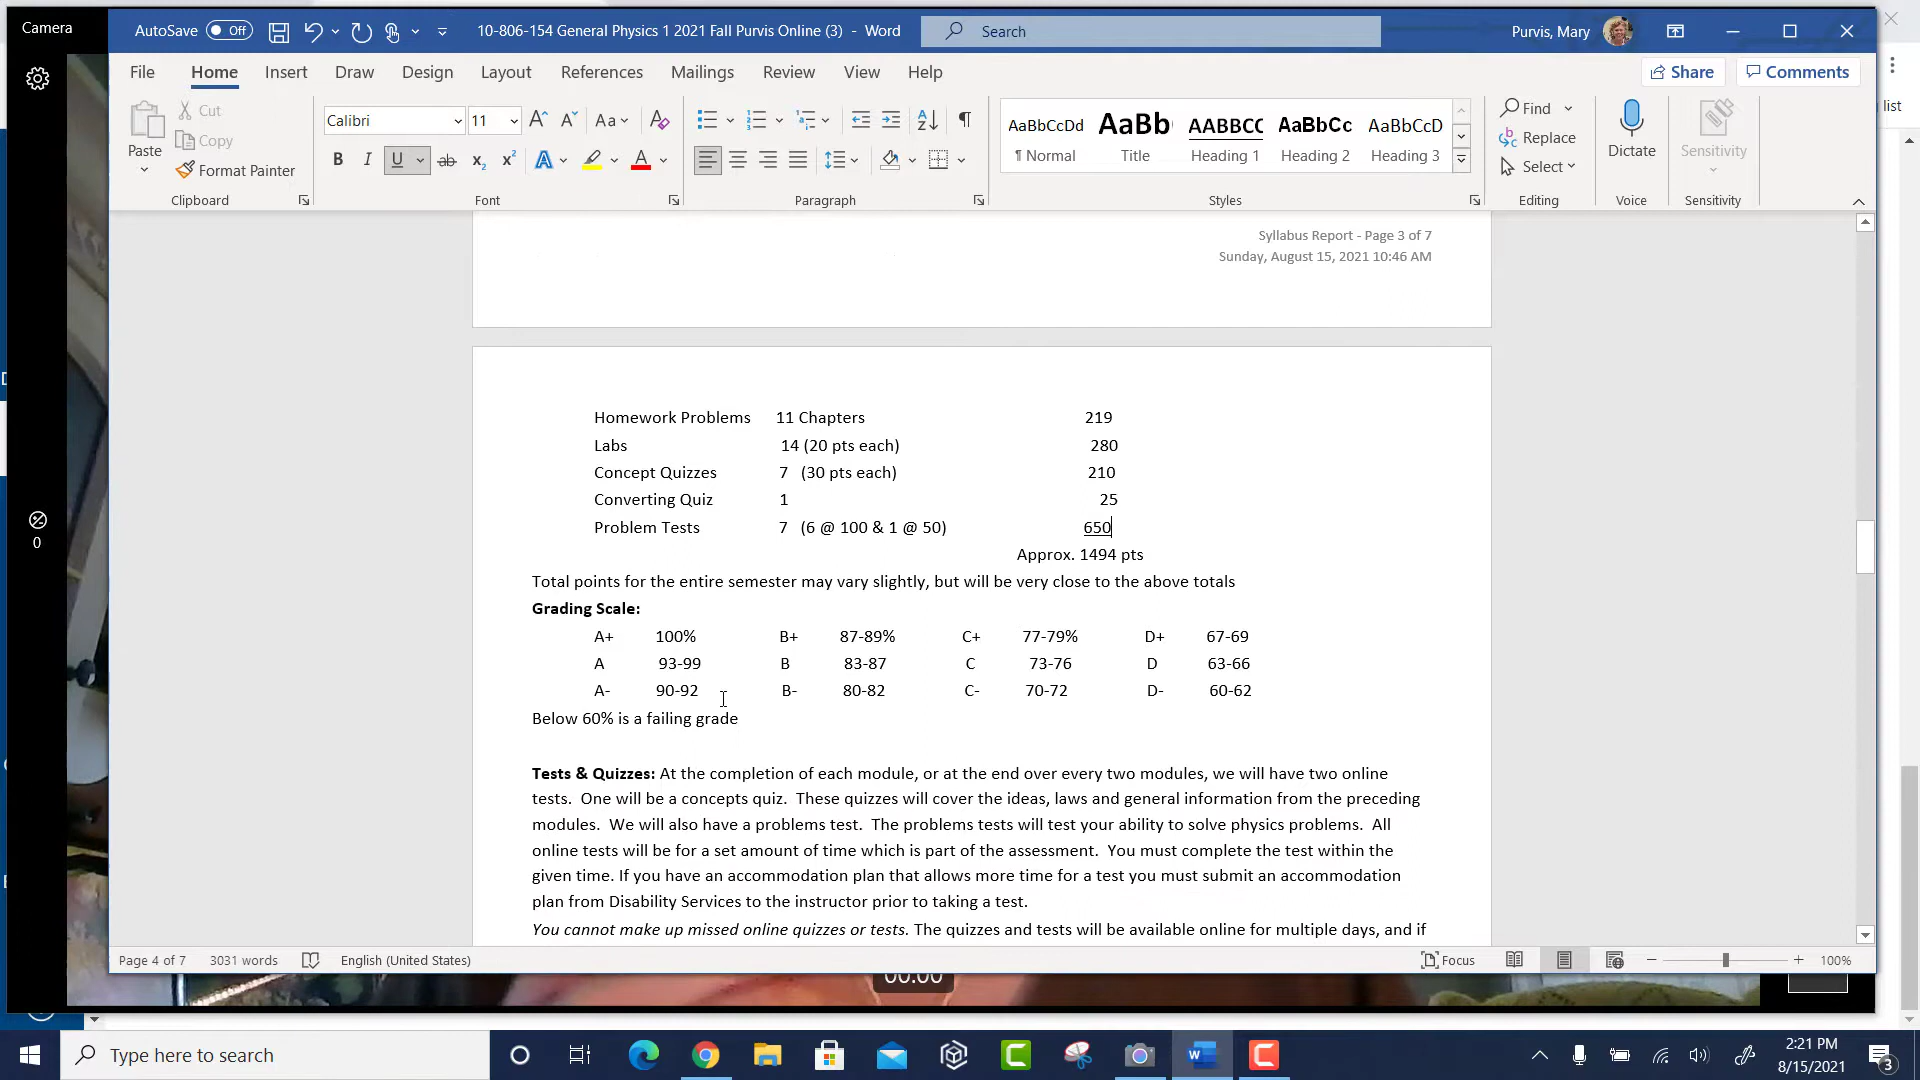 Camera
AutoSave Off
10-806-154 General Physics 1 2021 Fall Purvis Online (3) - Word
Search
Purvis, Mary
File Home Insert Draw Design Layout References Mailings Review View Help
Share Comments
Paste
Cut
Copy
Format Painter
Clipboard
Calibri 11
Font
Paragraph
AaBbCcDd AaBb AABBCC AaBbCc AaBbCcD
¶ Normal Title Heading 1 Heading 2 Heading 3
Styles
Find
Replace
Select
Editing
Dictate
Voice
Sensitivity
Sensitivity
list
Syllabus Report - Page 3 of 7
Sunday, August 15, 2021 10:46 AM
0
Homework Problems 11 Chapters 219
Labs 14 (20 pts each) 280
Concept Quizzes 7 (30 pts each) 210
Converting Quiz 1 25
Problem Tests 7 (6 @ 100 & 1 @ 50) 650
Approx. 1494 pts
Total points for the entire semester may vary slightly, but will be very close to the above totals
Grading Scale:
A+ 100% B+ 87-89% C+ 77-79% D+ 67-69
A 93-99 B 83-87 C 73-76 D 63-66
A- 90-92 B- 80-82 C- 70-72 D- 60-62
Below 60% is a failing grade
Tests & Quizzes: At the completion of each module, or at the end over every two modules, we will have two online
tests. One will be a concepts quiz. These quizzes will cover the ideas, laws and general information from the preceding
modules. We will also have a problems test. The problems tests will test your ability to solve physics problems. All
online tests will be for a set amount of time which is part of the assessment. You must complete the test within the
given time. If you have an accommodation plan that allows more time for a test you must submit an accommodation
plan from Disability Services to the instructor prior to taking a test.
You cannot make up missed online quizzes or tests. The quizzes and tests will be available online for multiple days, and if
Page 4 of 7 3031 words English (United States)
Focus 100%
00:00
Type here to search
2:21 PM
8/15/2021
3